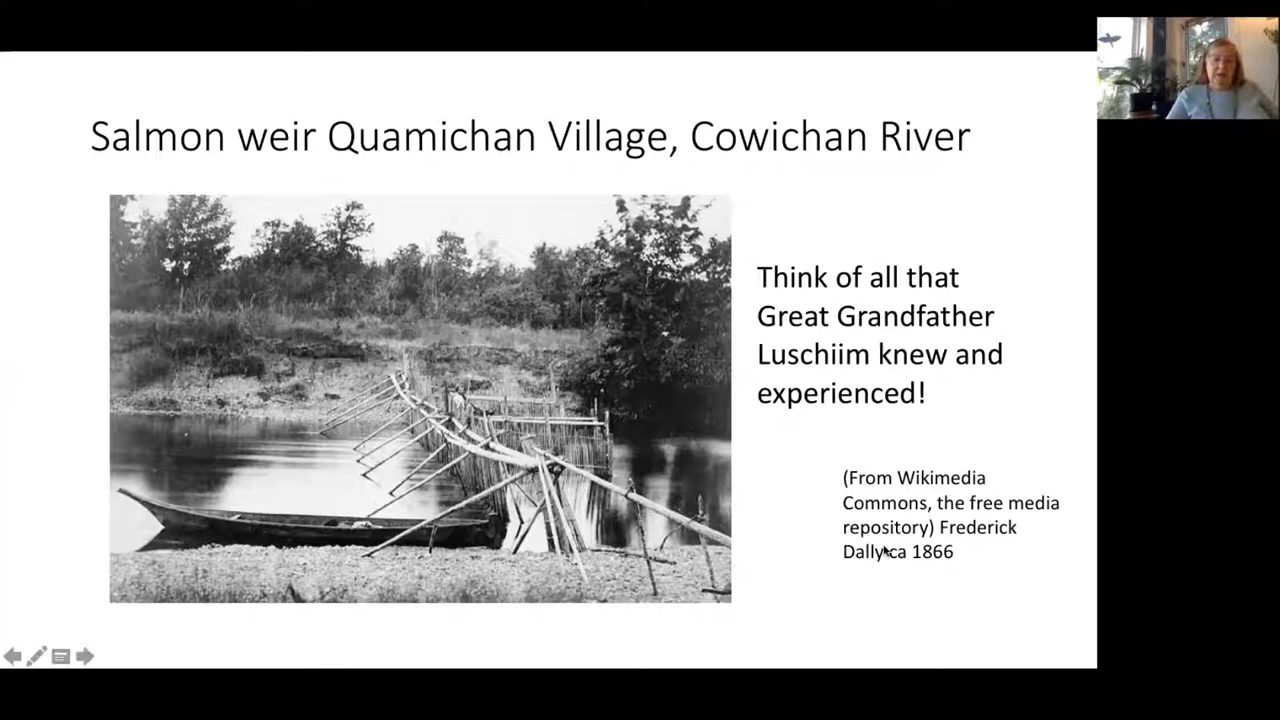 Salmon weir Quamichan Village, Cowichan River
Think of all that
Great Grandfather
Luschiim knew and
experienced!
(From Wikimedia
Commons, the free media
repository) Frederick
Dally ca 1866